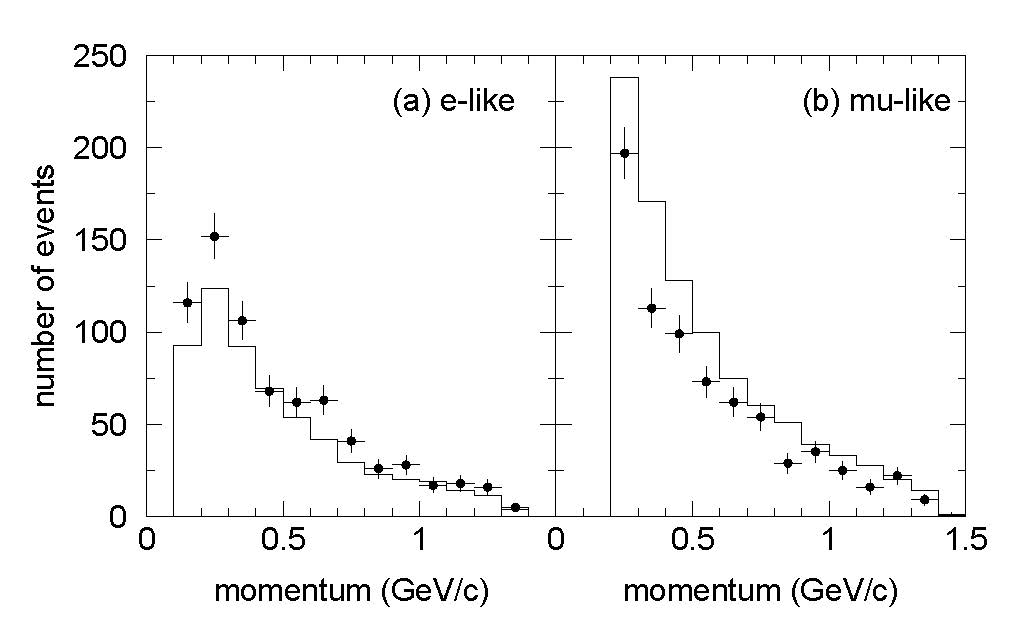 250
(a) e-like
(b) mu-like
200
150
100
50
0
number of events
0 0.5 1 0 0.5 1 1.5
momentum (GeV/c) momentum (GeV/c)